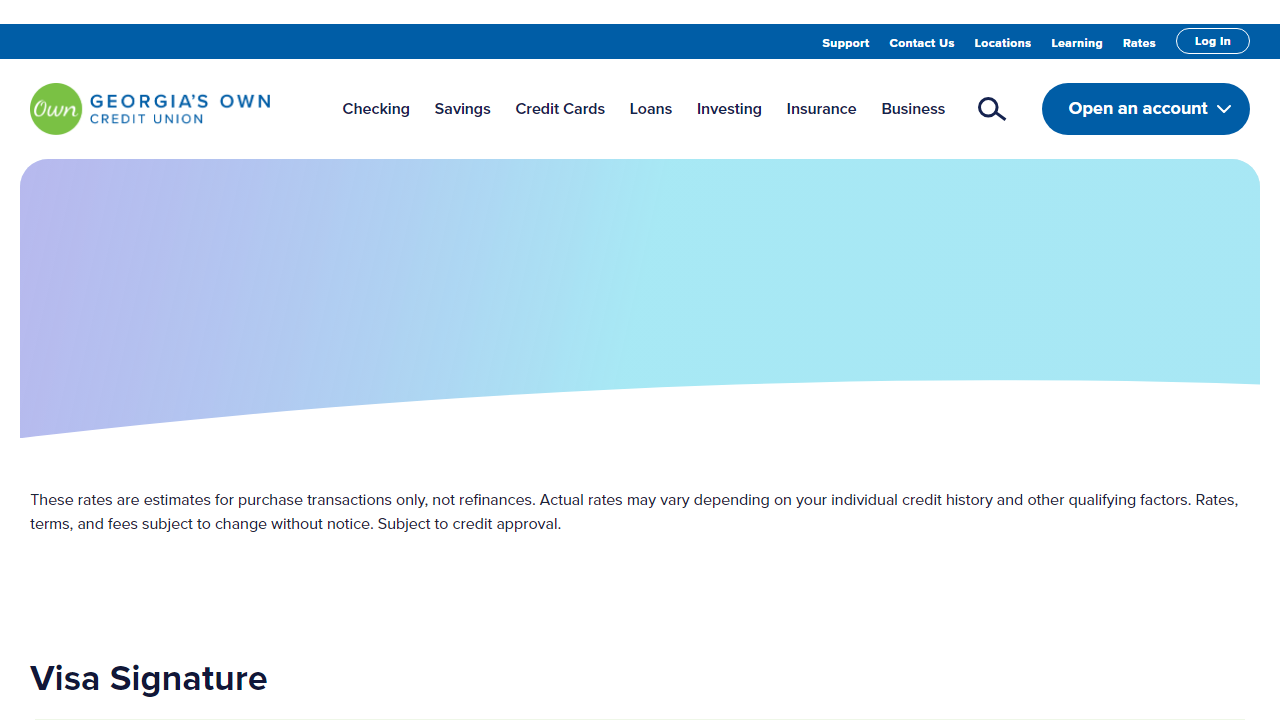 Support Contact Us Locations Learning Rates Log In
Own GEORGIA'S OWN
CREDIT UNION
Checking Savings Credit Cards Loans Investing Insurance Business Open an account
These rates are estimates for purchase transactions only, not refinances. Actual rates may vary depending on your individual credit history and other qualifying factors. Rates,
terms, and fees subject to change without notice. Subject to credit approval.
Visa Signature